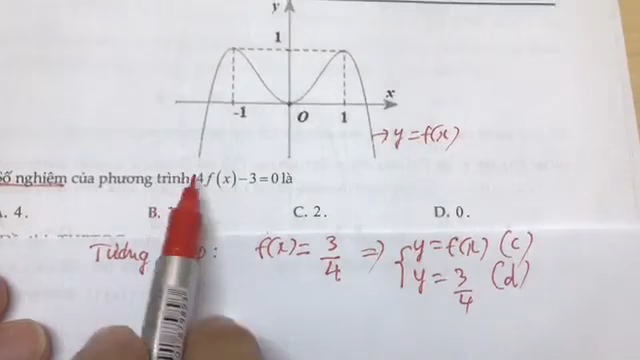 y
1
x
-1 O 1
y = f(x)
Số nghiệm của phương trình 4f(x) − 3 = 0 là
A. 4. B. C. 2. D. 0.
Tương : f(x) = 3/4 ⇒ { y = f(x) (C)
y = 3/4 (d)